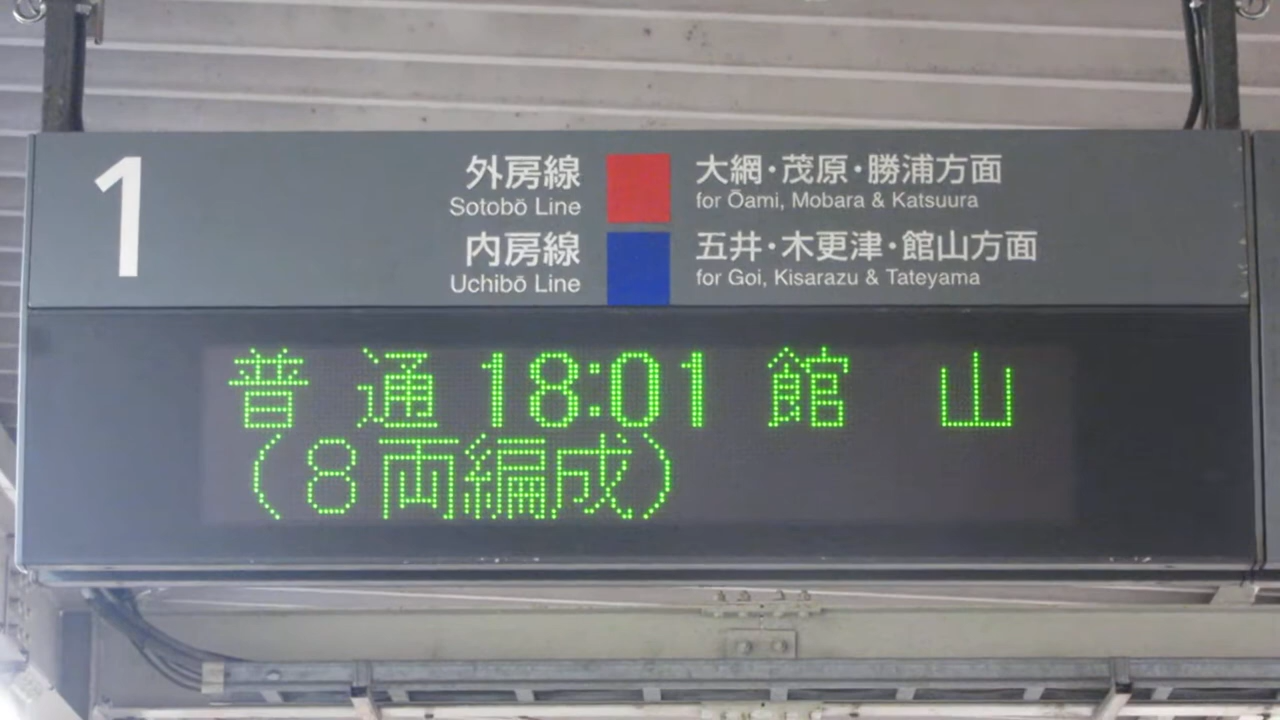 1
外房線 大網・茂原・勝浦方面
Sotobō Line for Ōami, Mobara & Katsuura
内房線 五井・木更津・館山方面
Uchibō Line for Goi, Kisarazu & Tateyama
普通 18:01 館山
(8両編成)